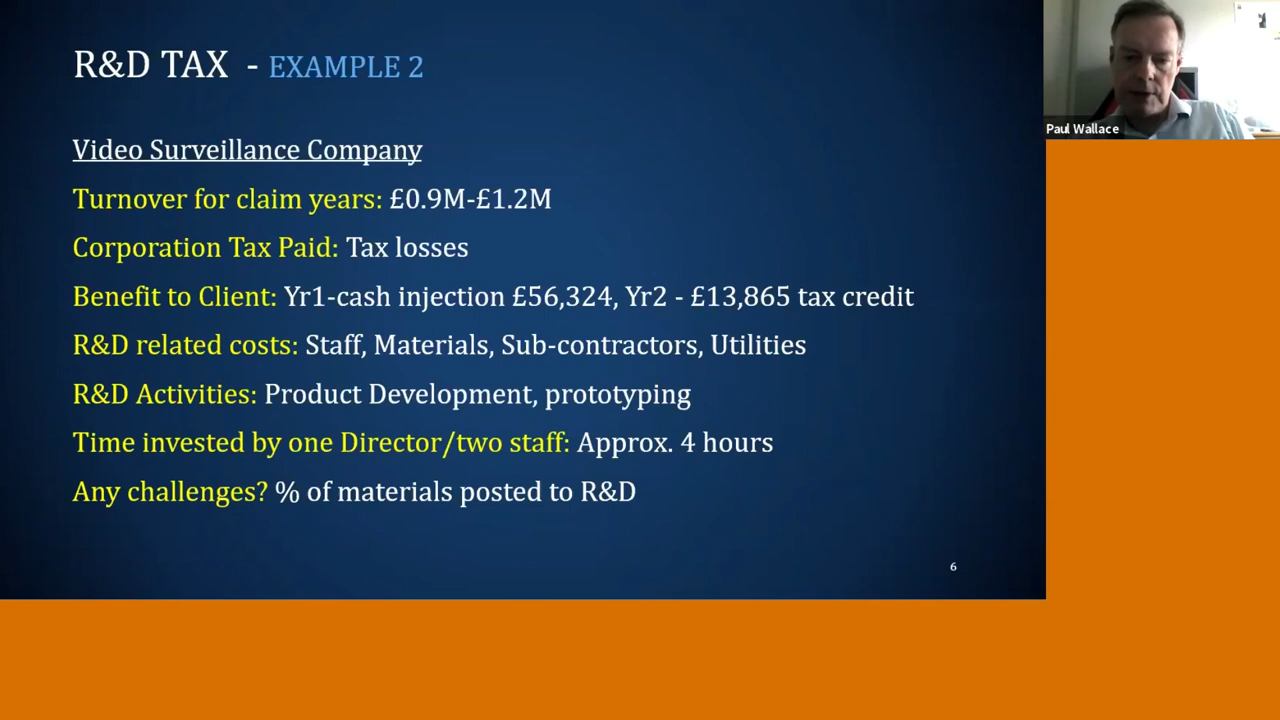 R&D TAX - EXAMPLE 2
Video Surveillance Company
Turnover for claim years: £0.9M-£1.2M
Corporation Tax Paid: Tax losses
Benefit to Client: Yr1-cash injection £56,324, Yr2 - £13,865 tax credit
R&D related costs: Staff, Materials, Sub-contractors, Utilities
R&D Activities: Product Development, prototyping
Time invested by one Director/two staff: Approx. 4 hours
Any challenges? % of materials posted to R&D
6
Paul Wallace